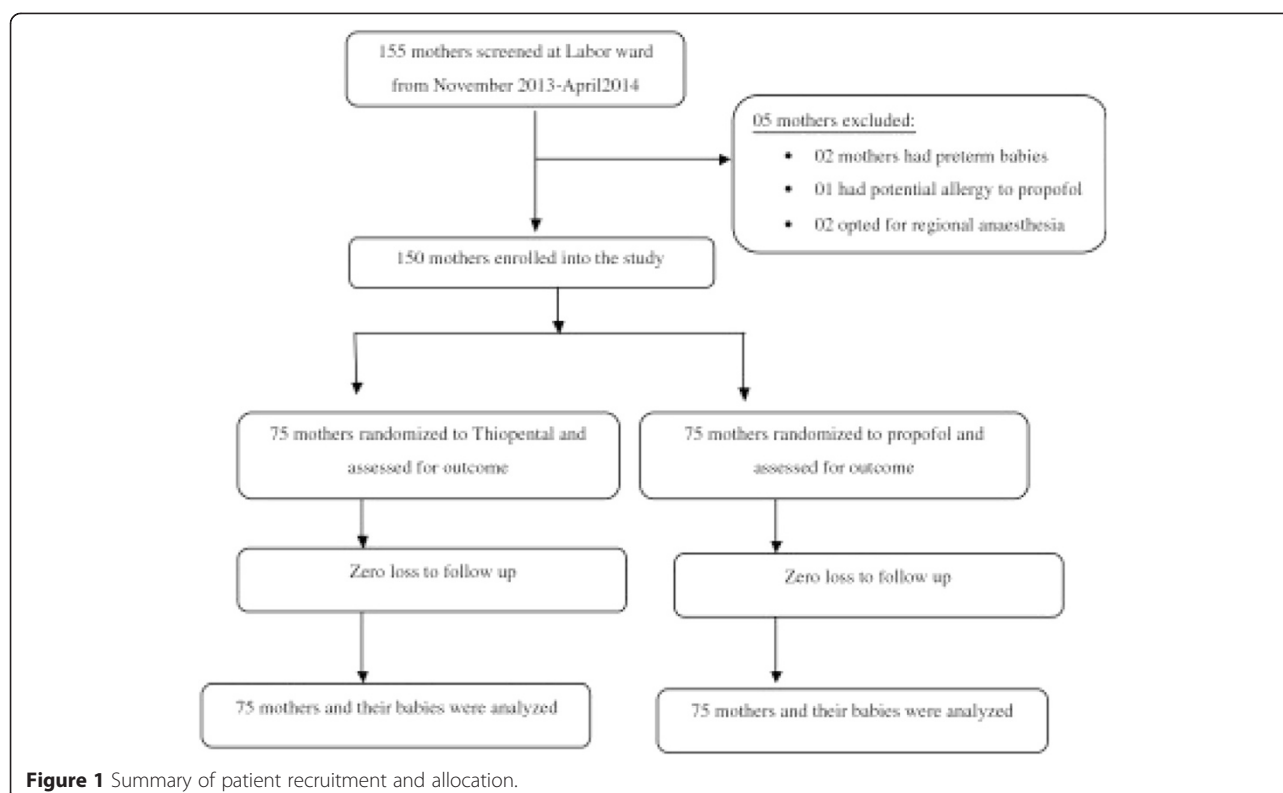 155 mothers screened at Labor ward
from November 2013-April2014
05 mothers excluded:
• 02 mothers had preterm babies
• 01 had potential allergy to propofol
• 02 opted for regional anaesthesia
150 mothers enrolled into the study
75 mothers randomized to Thiopental and
assessed for outcome
75 mothers randomized to propofol and
assessed for outcome
Zero loss to follow up
Zero loss to follow up
75 mothers and their babies were analyzed
75 mothers and their babies were analyzed
Figure 1 Summary of patient recruitment and allocation.